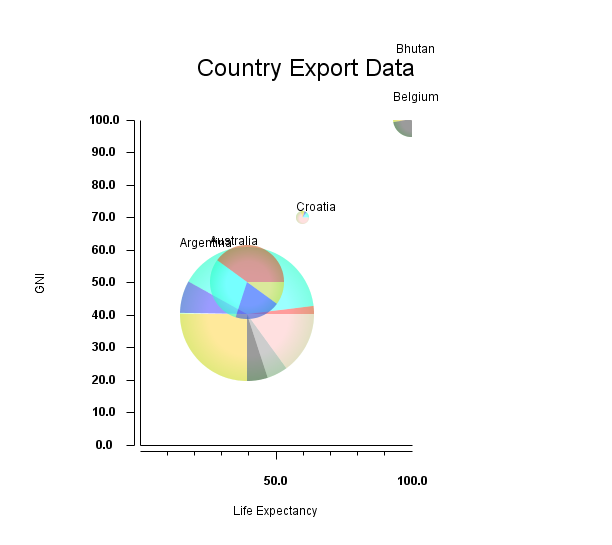 Bhutan
Country Export Data
Belgium
100.0
90.0
80.0
70.0
60.0
50.0
40.0
30.0
20.0
10.0
0.0
GNI
Croatia
Argentina
Australia
50.0
100.0
Life Expectancy